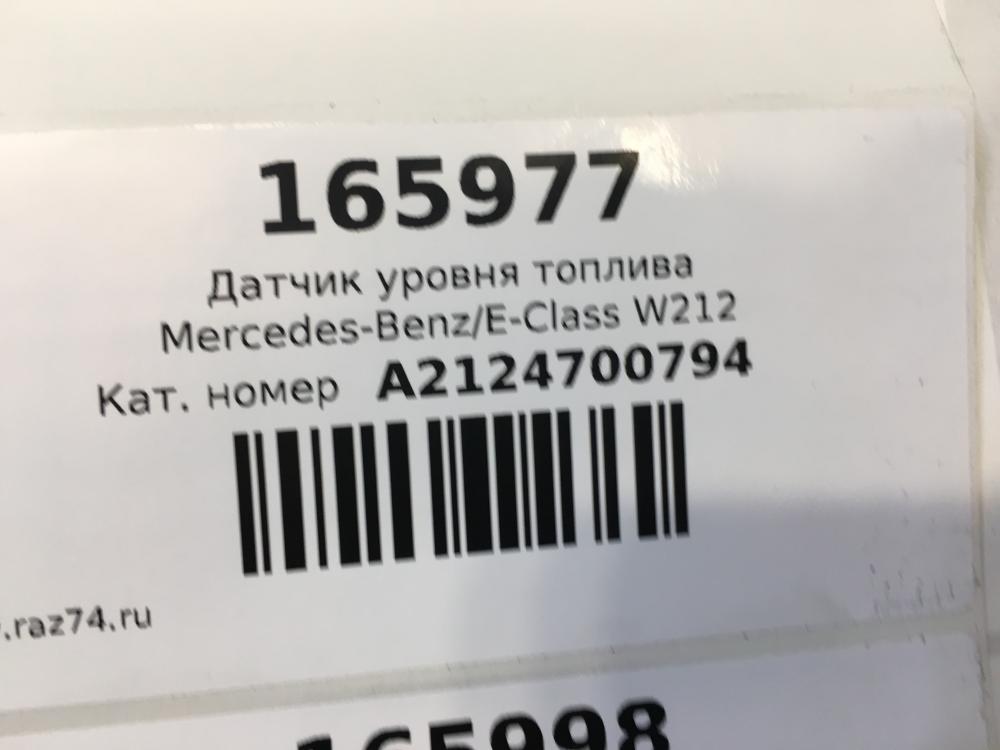 165977
Датчик уровня топлива
Mercedes-Benz/E-Class W212
Кат. номер A2124700794
.raz74.ru
165998